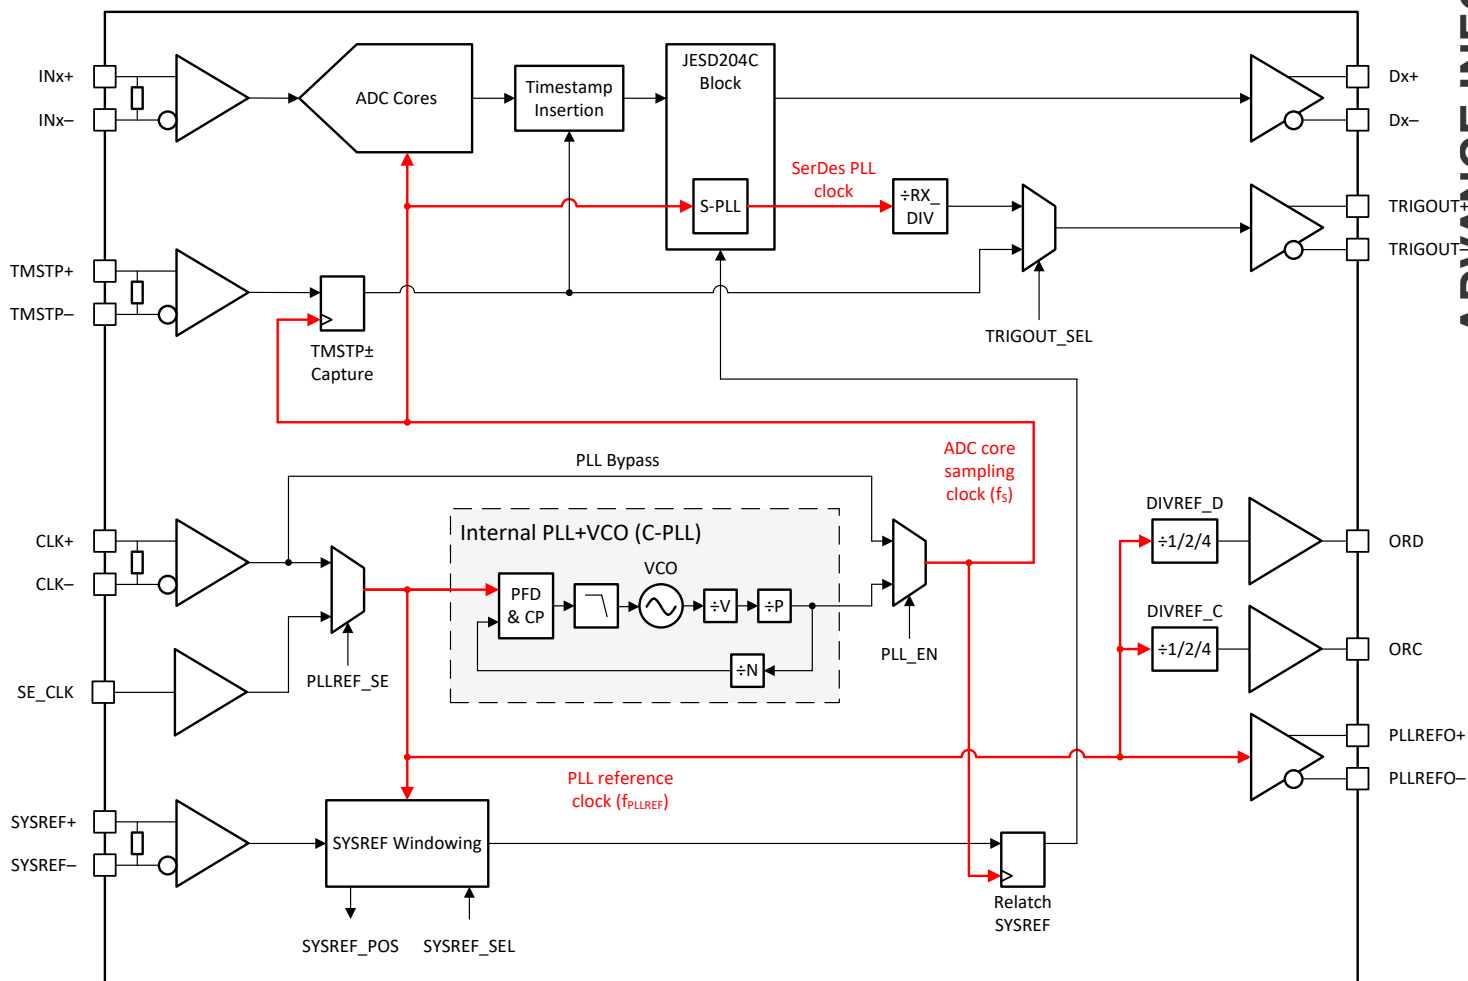 INx+
INx–
ADC Cores
Timestamp
Insertion
JESD204C
Block
Dx+
Dx–
SerDes PLL
clock
S-PLL
÷RX_
DIV
TRIGOUT+
TRIGOUT–
TMSTP+
TMSTP–
TMSTP±
Capture
TRIGOUT_SEL
PLL Bypass
ADC core
sampling
clock (fS)
Internal PLL+VCO (C-PLL)
CLK+
CLK–
VCO
PFD
& CP
÷V
÷P
÷N
PLL_EN
PLLREF_SE
SE_CLK
DIVREF_D
÷1/2/4
ORD
DIVREF_C
÷1/2/4
ORC
PLLREFO+
PLLREFO–
PLL reference
clock (fPLLREF)
SYSREF+
SYSREF–
SYSREF Windowing
SYSREF_POS
SYSREF_SEL
Relatch
SYSREF
ADVANCE